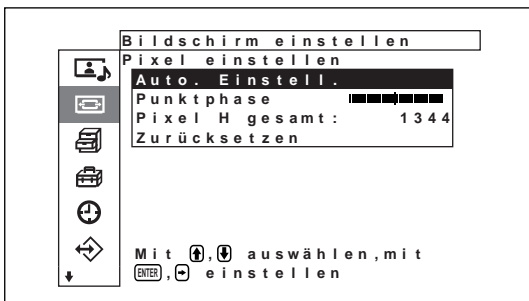 Bildschirm einstellen
Pixel einstellen
Auto. Einstell.
Punktphase
Pixel H gesamt: 1344
Zurücksetzen
Mit ↑,↓ auswählen,mit
ENTER,→ einstellen